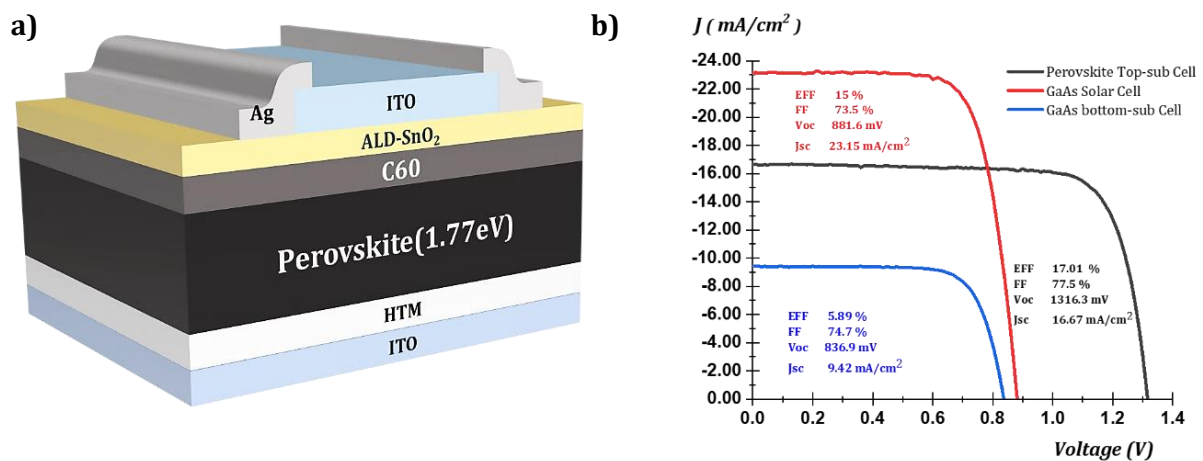 a)
Ag
ITO
ALD-SnO₂
C60
Perovskite(1.77eV)
HTM
ITO
b)
J ( mA/cm²)
-24.00
-22.00
-20.00
-18.00
-16.00
-14.00
-12.00
-10.00
-8.00
-6.00
-4.00
-2.00
0.00
0.0 0.2 0.4 0.6 0.8 1.0 1.2 1.4
Voltage (V)
Perovskite Top-sub Cell
GaAs Solar Cell
GaAs bottom-sub Cell
EFF 15 %
FF 73.5 %
Voc 881.6 mV
Jsc 23.15 mA/cm²
EFF 17.01 %
FF 77.5 %
Voc 1316.3 mV
Jsc 16.67 mA/cm²
EFF 5.89 %
FF 74.7 %
Voc 836.9 mV
Jsc 9.42 mA/cm²